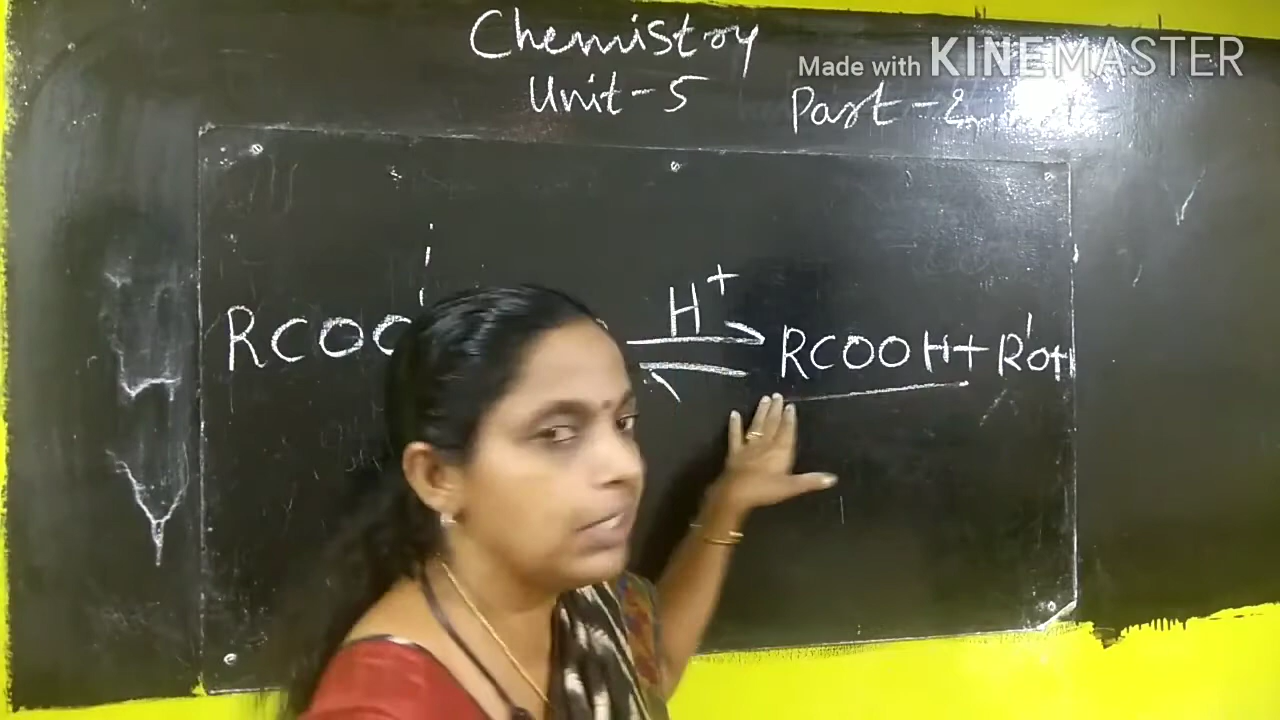 Chemistry
Made with KINEMASTER
Unit-5
Part-2
H+
RCOO
RCOOH+R'OH